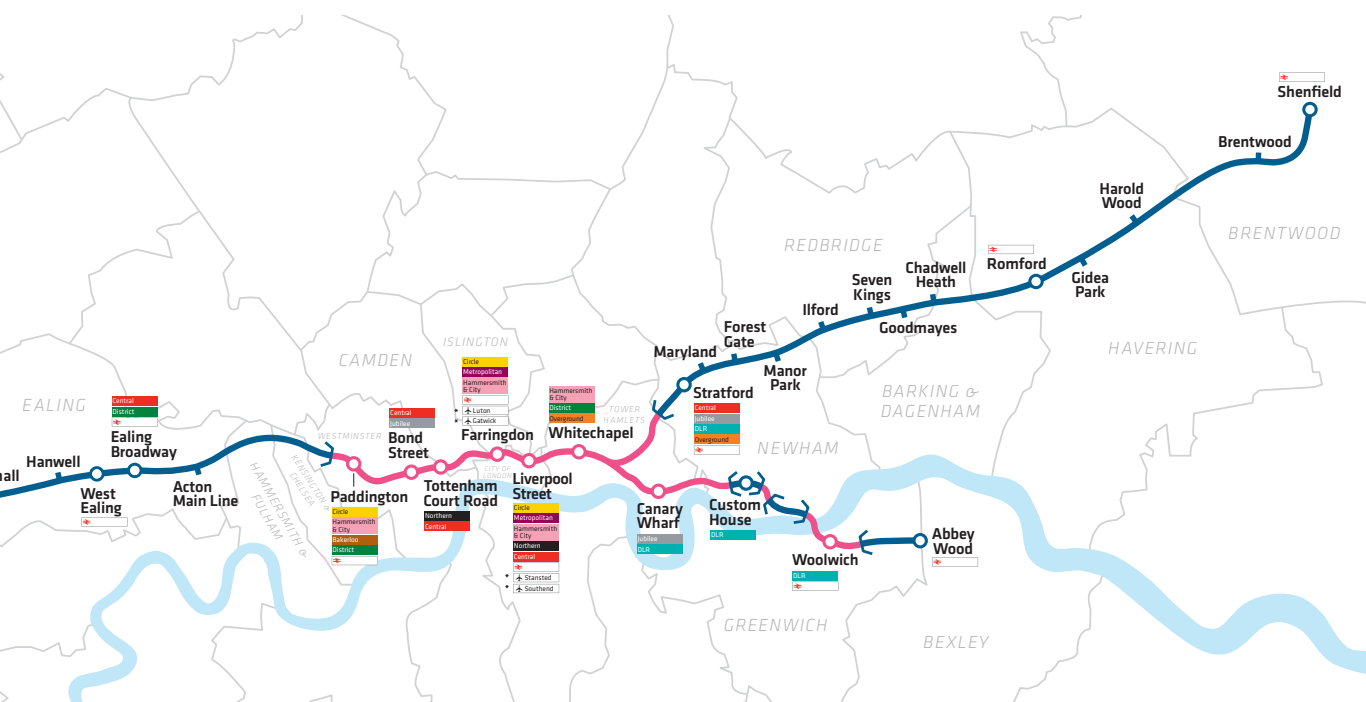 Shenfield
Brentwood
Harold
Wood
BRENTWOOD
REDBRIDGE
Romford
Gidea
Park
Chadwell
Heath
Seven
Kings
Goodmayes
Ilford
Forest
Gate
Maryland
Manor
Park
HAVERING
BARKING &
DAGENHAM
ISLINGTON
CAMDEN
EALING
Central
District
Ealing
Broadway
Hanwell
all
West
Ealing
Acton
Main Line
HAMMERSMITH &
FULHAM
KENSINGTON &
CHELSEA
WESTMINSTER
Paddington
Circle
Hammersmith
& City
Bakerloo
District
Central
Jubilee
Bond
Street
Tottenham
Court Road
Northern
Central
Circle
Metropolitan
Hammersmith
& City
Luton
Gatwick
Farringdon
CITY OF
LONDON
Liverpool
Street
Circle
Metropolitan
Hammersmith
& City
Northern
Central
Stansted
Southend
Hammersmith
& City
District
Overground
Whitechapel
TOWER
HAMLETS
Stratford
Central
Jubilee
DLR
Overground
NEWHAM
Canary
Wharf
Jubilee
DLR
Custom
House
DLR
Woolwich
DLR
Abbey
Wood
GREENWICH
BEXLEY